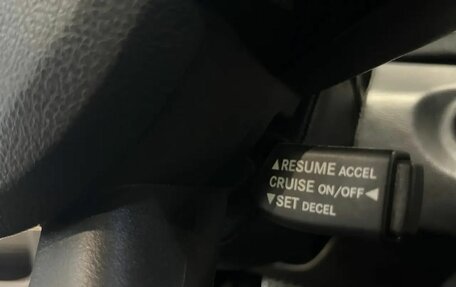 ▲RESUME ACCEL
CRUISE ON/OFF◀
▼SET DECEL